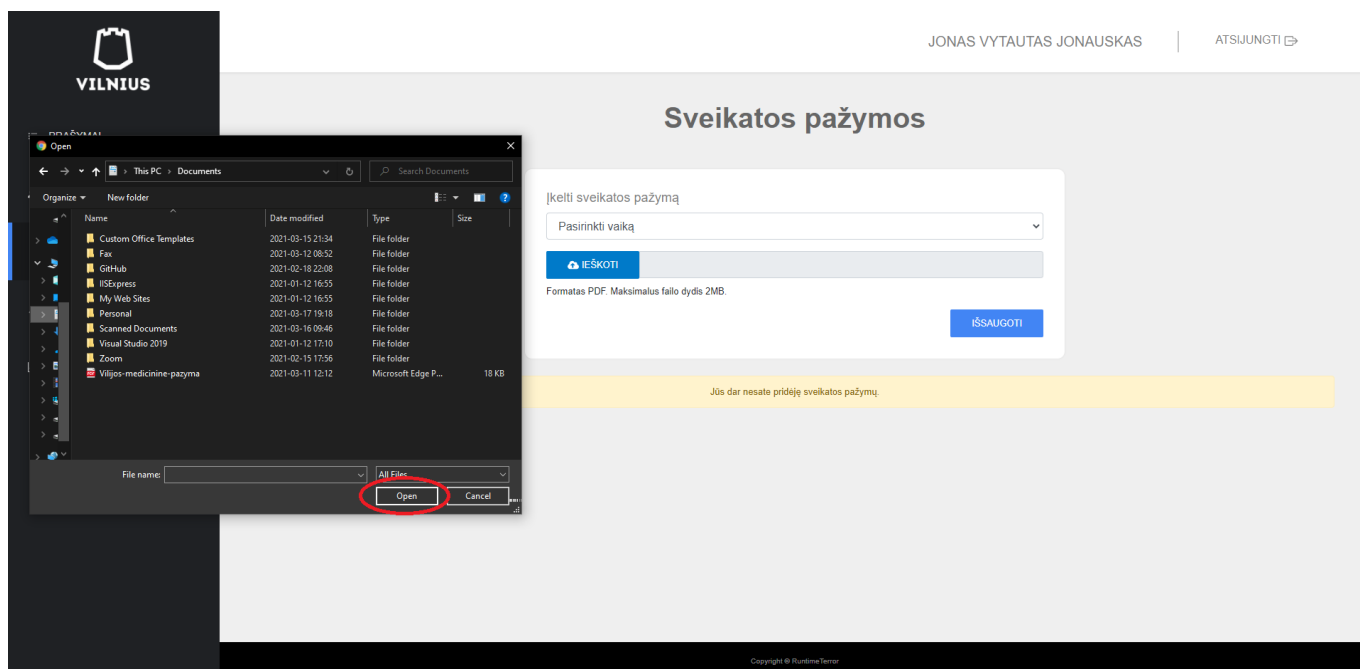 VILNIUS
JONAS VYTAUTAS JONAUSKAS
ATSIJUNGTI
Sveikatos pažymos
Open
This PC > Documents
Search Documents
Organize
New folder
Name
Date modified
Type
Size
Custom Office Templates 2021-03-15 21:34 File folder
Fax 2021-03-12 08:52 File folder
GitHub 2021-02-18 22:08 File folder
IISExpress 2021-01-12 16:55 File folder
My Web Sites 2021-01-12 16:55 File folder
Personal 2021-03-17 19:18 File folder
Scanned Documents 2021-03-16 09:46 File folder
Visual Studio 2019 2021-01-12 17:10 File folder
Zoom 2021-02-15 17:56 File folder
Vilijos-medicinine-pazyma 2021-03-11 12:12 Microsoft Edge P... 18 KB
File name:
All Files
Open
Cancel
Įkelti sveikatos pažymą
Pasirinkti vaiką
IEŠKOTI
Formatas PDF. Maksimalus failo dydis 2MB.
IŠSAUGOTI
Jūs dar nesate pridėję sveikatos pažymų.
Copyright © RuntimeTerror